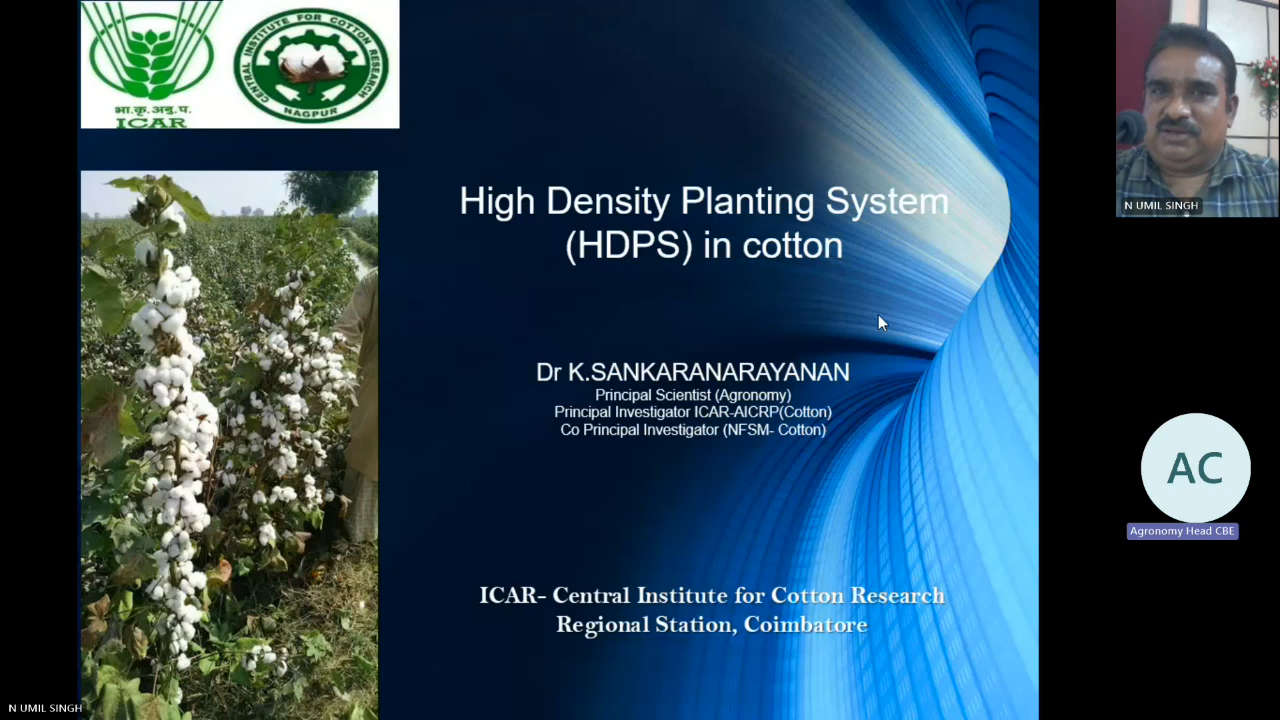 भा.कृ.अनु.प.
ICAR
CENTRAL INSTITUTE FOR COTTON RESEARCH
NAGPUR
High Density Planting System
(HDPS) in cotton
Dr K.SANKARANARAYANAN
Principal Scientist (Agronomy)
Principal Investigator ICAR-AICRP(Cotton)
Co Principal Investigator (NFSM- Cotton)
ICAR- Central Institute for Cotton Research
Regional Station, Coimbatore
N UMIL SINGH
AC
Agronomy Head CBE
N UMIL SINGH